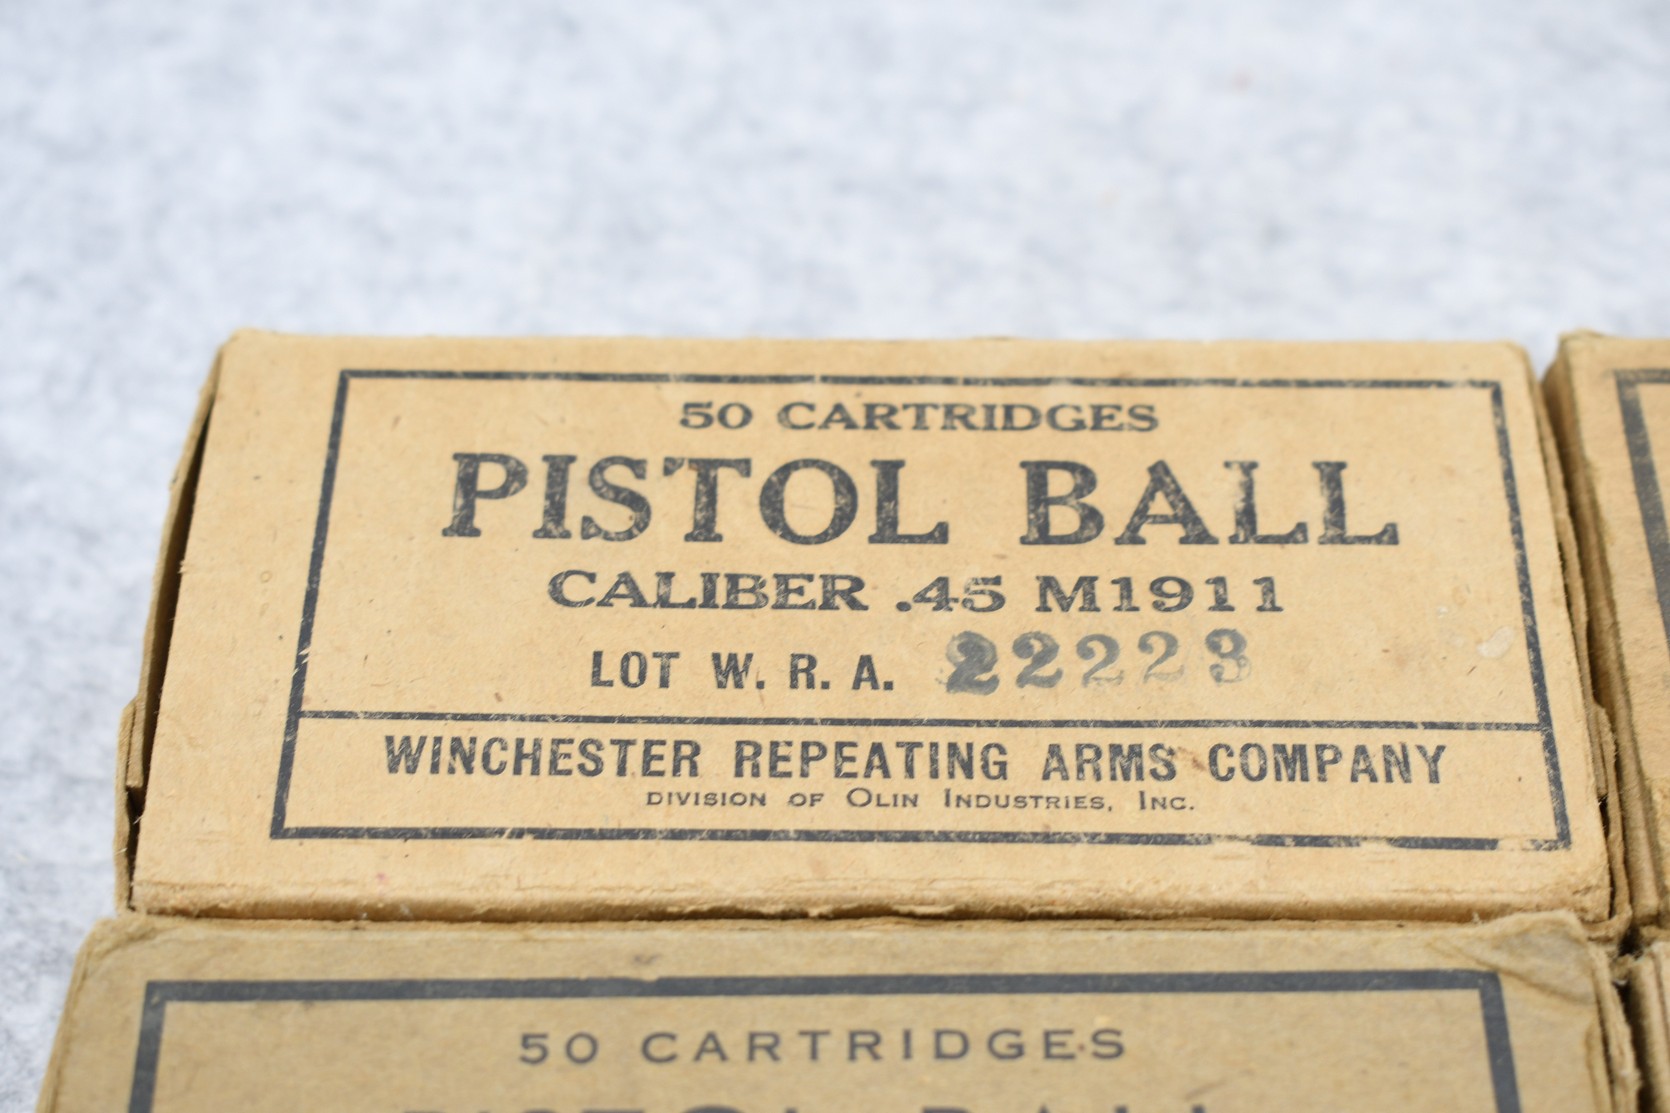 50 CARTRIDGES
PISTOL BALL
CALIBER .45 M1911
LOT W. R. A. 22223
WINCHESTER REPEATING ARMS COMPANY
DIVISION OF OLIN INDUSTRIES, INC.
50 CARTRIDGES